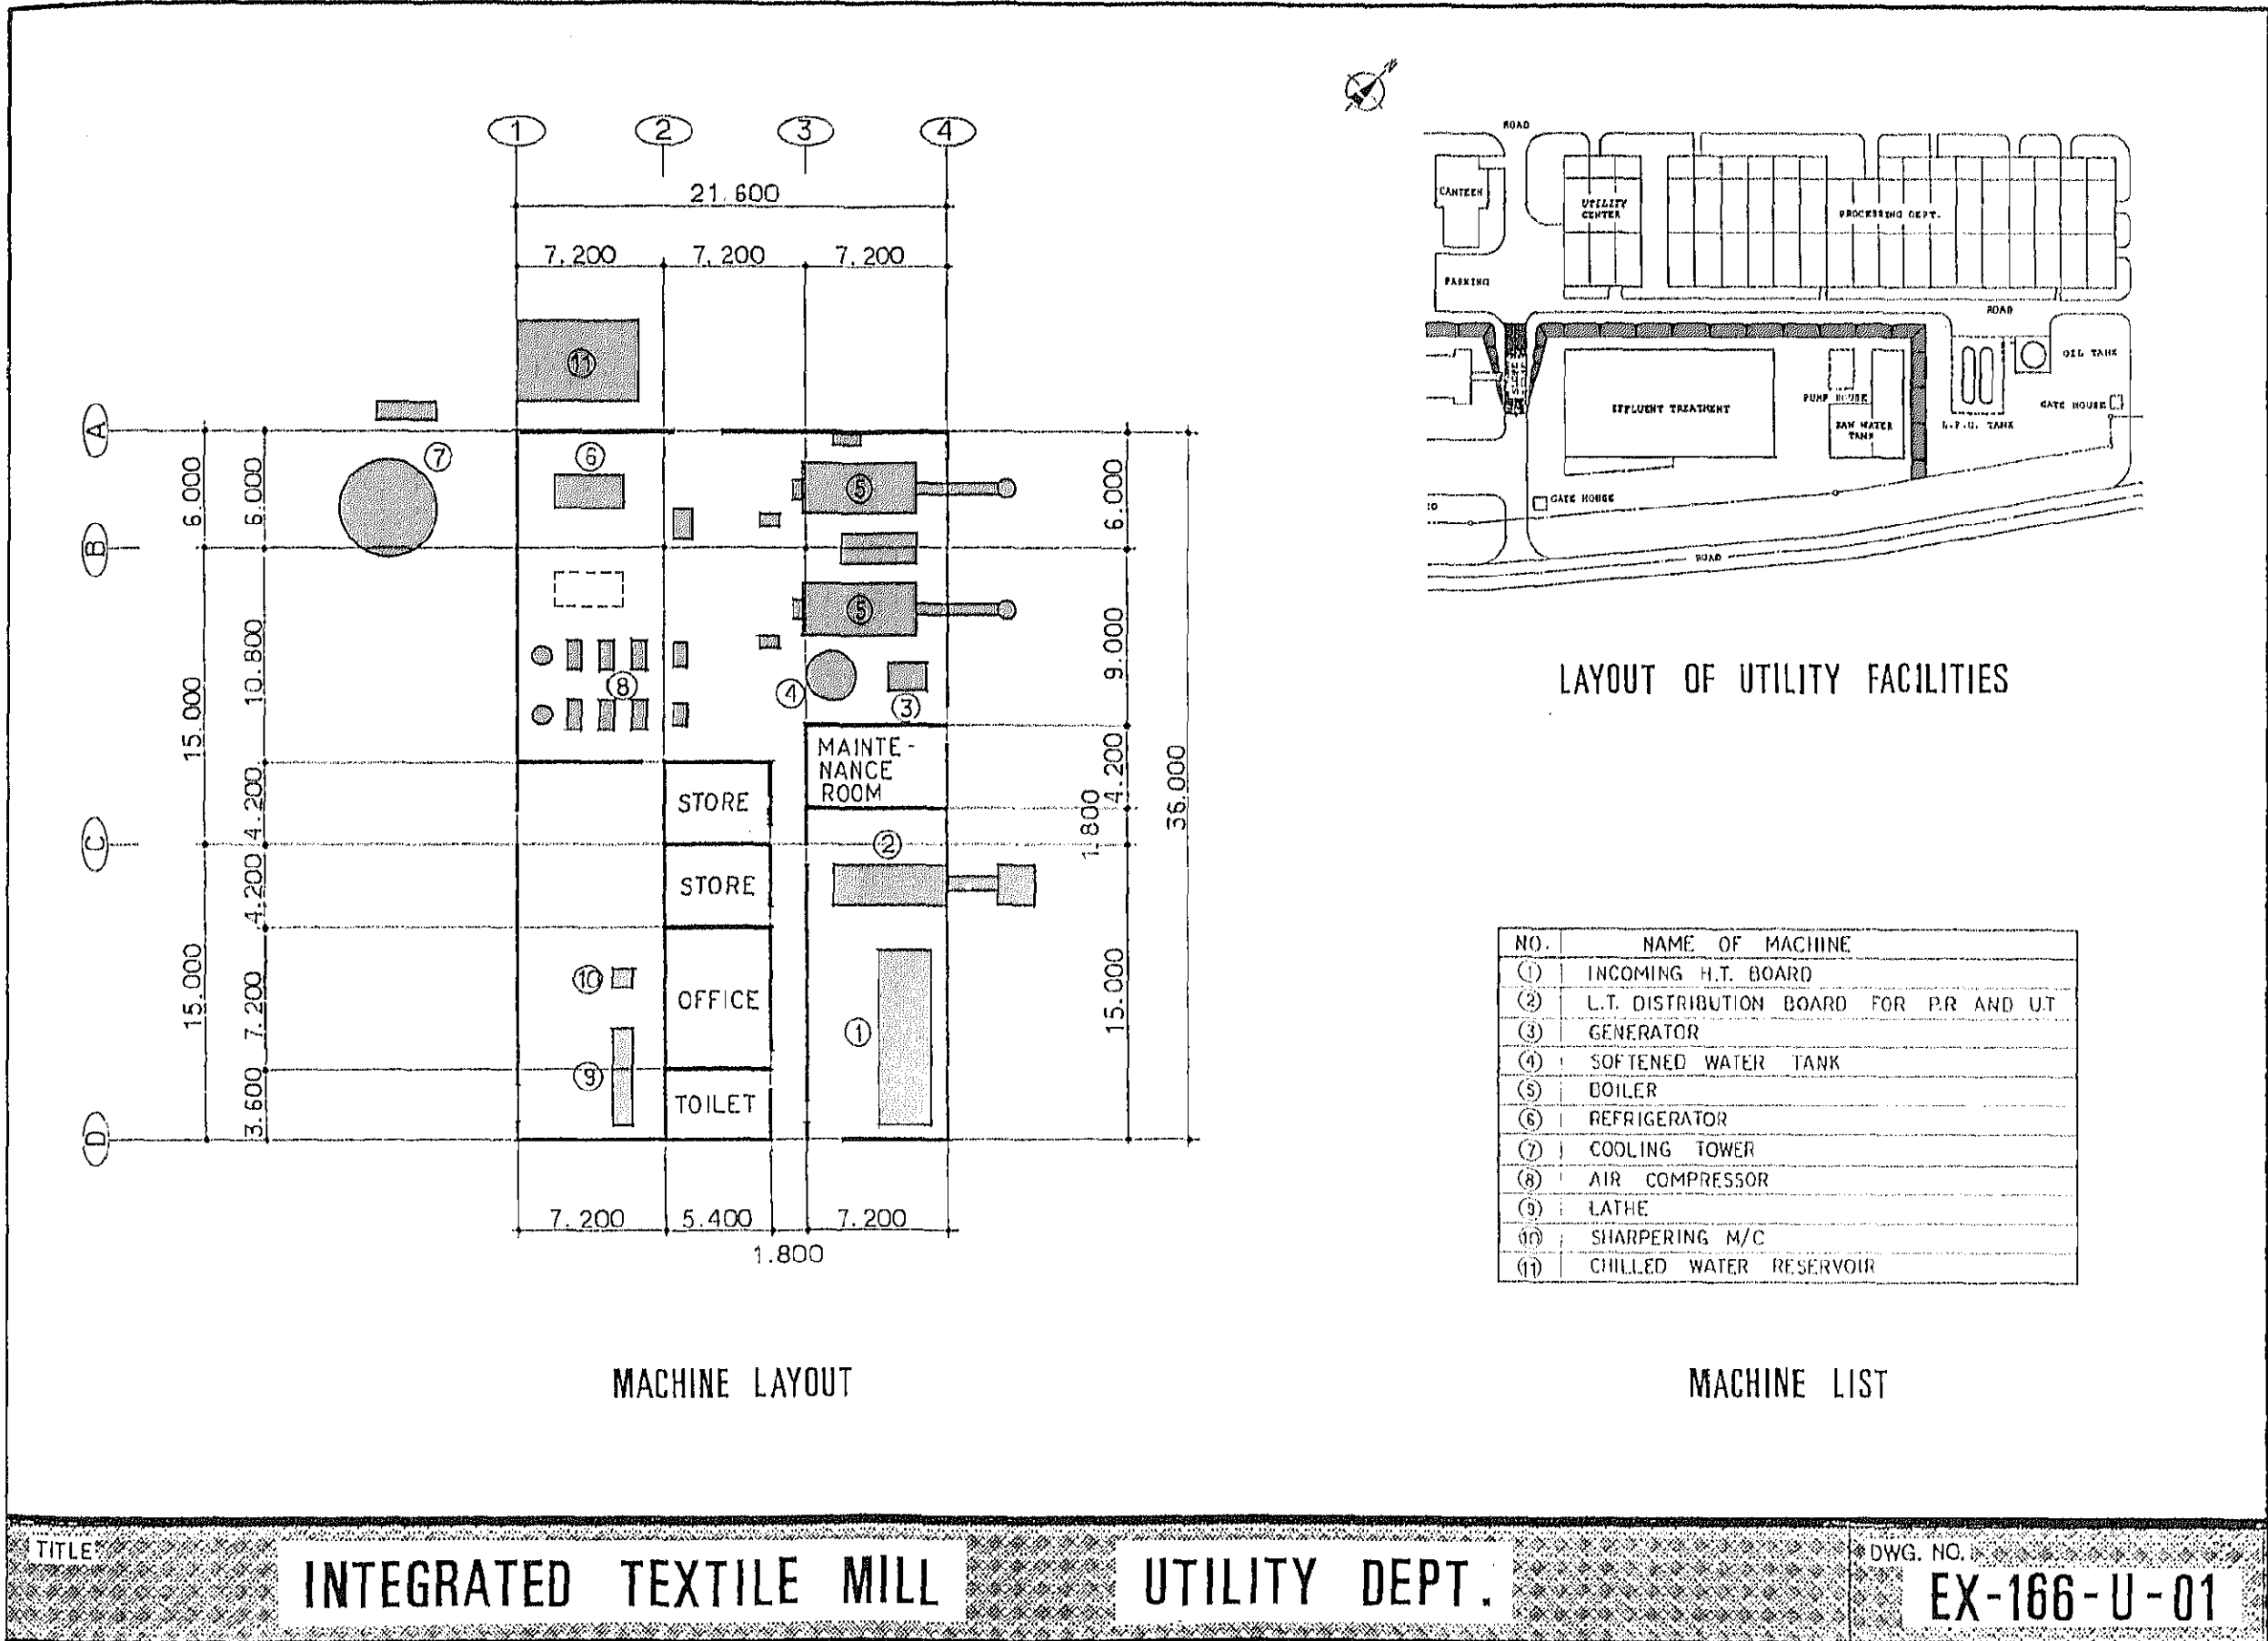 1 2 3 4
21.600
7.200 7.200 7.200
11
A
7
6
5
6.000 6.000 6.000
36.000
B
5
10.800
9.000
15.000
8
4
3
MAINTE-
NANCE
ROOM
4.200
STORE
4.200
1.800
C
2
4.200
STORE
15.000
7.200
10
OFFICE
1
15.000
9
3.600
TOILET
D
7.200 5.400 7.200
1.800
MACHINE LAYOUT
N
ROAD
CANTEEN
UTILITY
CENTER
PROCESSING DEPT.
PARKING
ROAD
OIL TANK
SLOPE
EFFLUENT TREATMENT
PUMP HOUSE
RAW WATER
TANK
GATE HOUSE
TANK
GATE HOUSE
ROAD
LAYOUT OF UTILITY FACILITIES
NO. NAME OF MACHINE
1 INCOMING H.T. BOARD
2 L.T. DISTRIBUTION BOARD FOR P.R AND U.T
3 GENERATOR
4 SOFTENED WATER TANK
5 BOILER
6 REFRIGERATOR
7 COOLING TOWER
8 AIR COMPRESSOR
9 LATHE
10 SHARPERING M/C
11 CHILLED WATER RESERVOIR
MACHINE LIST
TITLE
INTEGRATED TEXTILE MILL
UTILITY DEPT.
DWG. NO.
EX-166-U-01